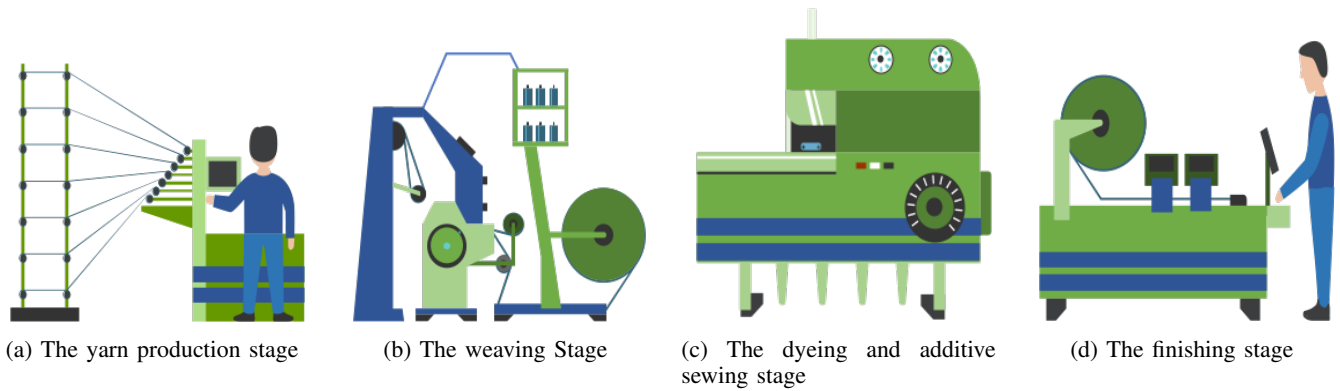 (a) The yarn production stage
(b) The weaving Stage
(c) The dyeing and additive
sewing stage
(d) The finishing stage